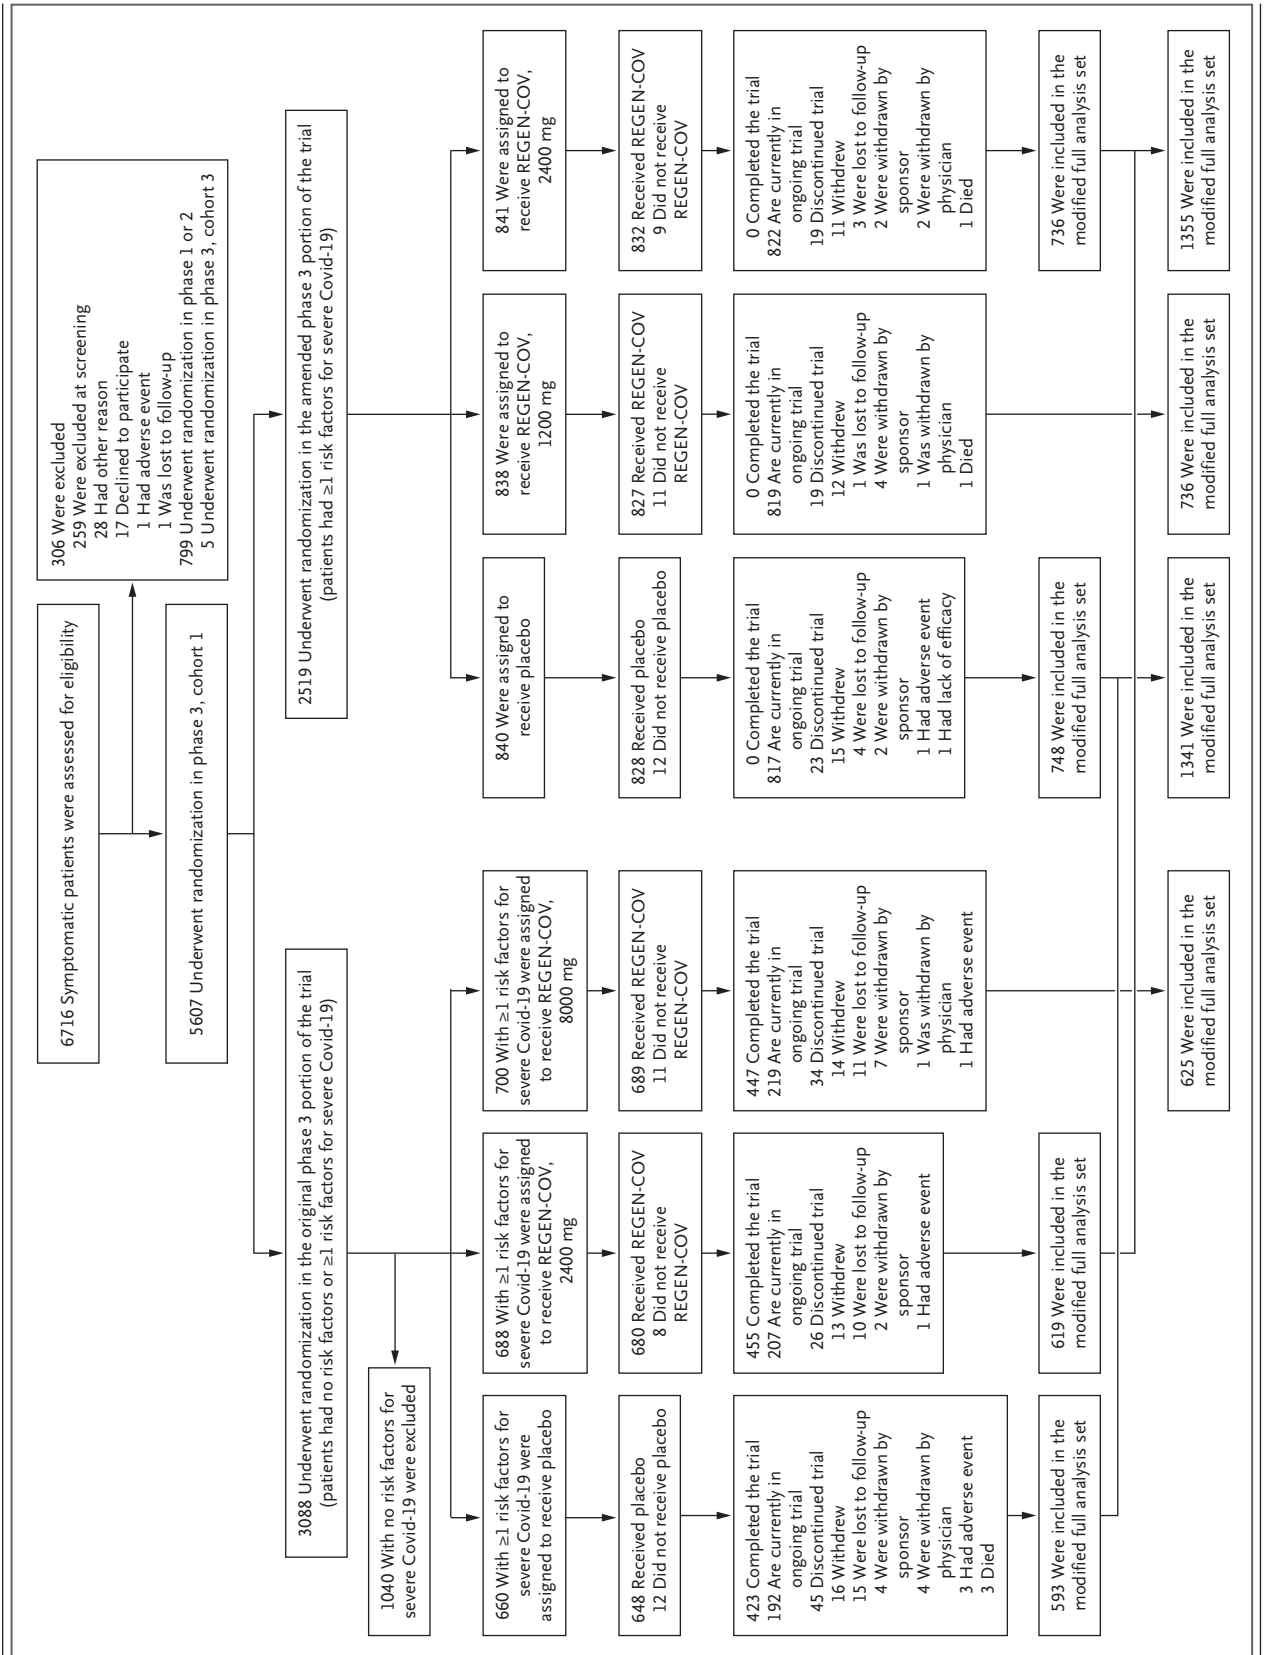 6716 Symptomatic patients were assessed for eligibility
306 Were excluded
259 Were excluded at screening
28 Had other reason
17 Declined to participate
1 Had adverse event
1 Was lost to follow-up
799 Underwent randomization in phase 1 or 2
5 Underwent randomization in phase 3, cohort 3
5607 Underwent randomization in phase 3, cohort 1
3088 Underwent randomization in the original phase 3 portion of the trial
(patients had no risk factors or ≥1 risk factors for severe Covid-19)
2519 Underwent randomization in the amended phase 3 portion of the trial
(patients had ≥1 risk factors for severe Covid-19)
1040 With no risk factors for
severe Covid-19 were excluded
660 With ≥1 risk factors for
severe Covid-19 were
assigned to receive placebo
688 With ≥1 risk factors for
severe Covid-19 were assigned
to receive REGEN-COV,
2400 mg
700 With ≥1 risk factors for
severe Covid-19 were assigned
to receive REGEN-COV,
8000 mg
840 Were assigned to
receive placebo
838 Were assigned to
receive REGEN-COV,
1200 mg
841 Were assigned to
receive REGEN-COV,
2400 mg
648 Received placebo
12 Did not receive placebo
680 Received REGEN-COV
8 Did not receive
REGEN-COV
689 Received REGEN-COV
11 Did not receive
REGEN-COV
828 Received placebo
12 Did not receive placebo
827 Received REGEN-COV
11 Did not receive
REGEN-COV
832 Received REGEN-COV
9 Did not receive
REGEN-COV
423 Completed the trial
192 Are currently in
ongoing trial
45 Discontinued trial
16 Withdrew
15 Were lost to follow-up
4 Were withdrawn by
sponsor
4 Were withdrawn by
physician
3 Had adverse event
3 Died
455 Completed the trial
207 Are currently in
ongoing trial
26 Discontinued trial
13 Withdrew
10 Were lost to follow-up
2 Were withdrawn by
sponsor
1 Had adverse event
447 Completed the trial
219 Are currently in
ongoing trial
34 Discontinued trial
14 Withdrew
11 Were lost to follow-up
7 Were withdrawn by
sponsor
1 Was withdrawn by
physician
1 Had adverse event
0 Completed the trial
817 Are currently in
ongoing trial
23 Discontinued trial
15 Withdrew
4 Were lost to follow-up
2 Were withdrawn by
sponsor
1 Had adverse event
1 Had lack of efficacy
0 Completed the trial
819 Are currently in
ongoing trial
19 Discontinued trial
12 Withdrew
1 Was lost to follow-up
4 Were withdrawn by
sponsor
1 Was withdrawn by
physician
1 Died
0 Completed the trial
822 Are currently in
ongoing trial
19 Discontinued trial
11 Withdrew
3 Were lost to follow-up
2 Were withdrawn by
sponsor
2 Were withdrawn by
physician
1 Died
593 Were included in the
modified full analysis set
619 Were included in the
modified full analysis set
748 Were included in the
modified full analysis set
736 Were included in the
modified full analysis set
625 Were included in the
modified full analysis set
1341 Were included in the
modified full analysis set
736 Were included in the
modified full analysis set
1355 Were included in the
modified full analysis set